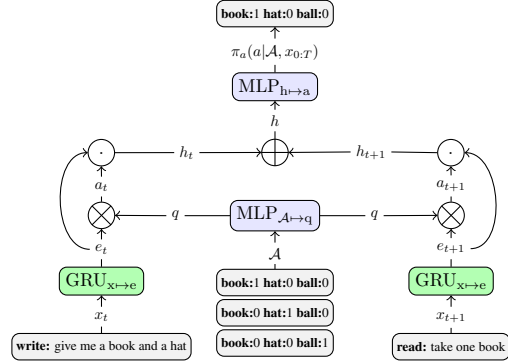 book:1 hat:0 ball:0
π_a(a|𝒜, x_{0:T})
MLP_{h↦a}
h
h_t
h_{t+1}
a_t
a_{t+1}
q
MLP_{𝒜↦q}
q
e_t
𝒜
e_{t+1}
GRU_{x↦e}
book:1 hat:0 ball:0
GRU_{x↦e}
x_t
book:0 hat:1 ball:0
x_{t+1}
write: give me a book and a hat
book:0 hat:0 ball:1
read: take one book